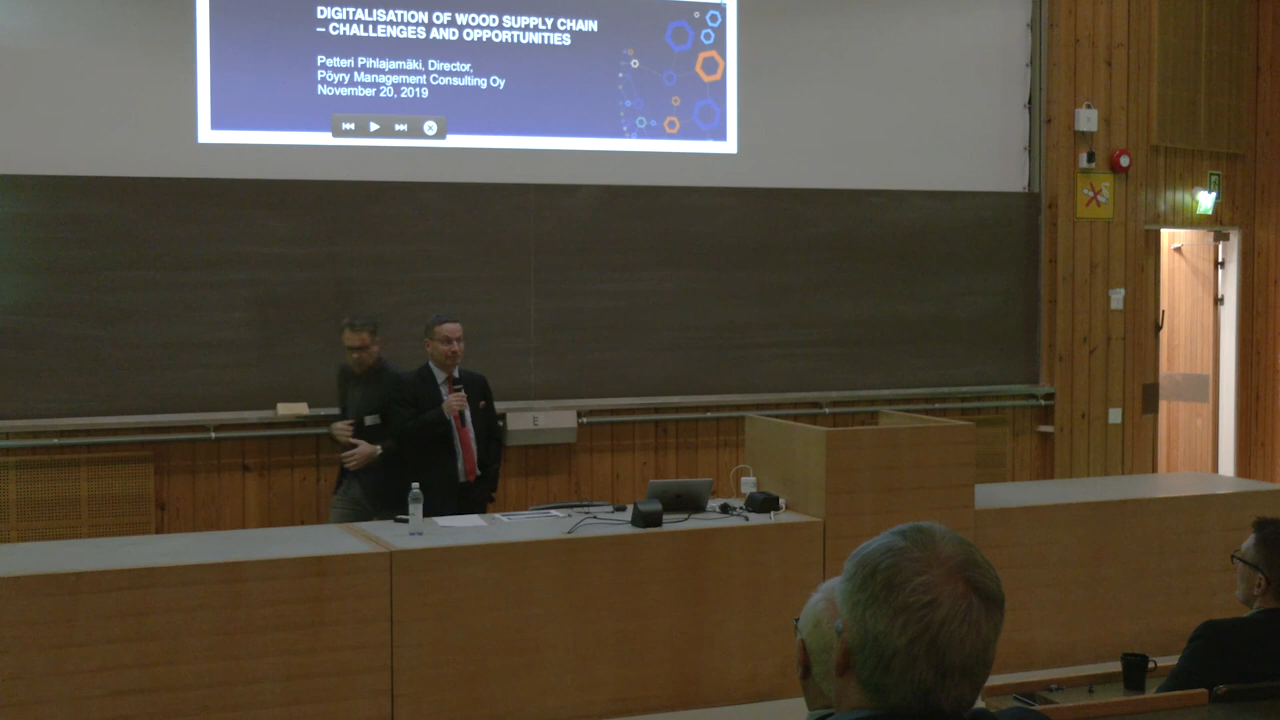 DIGITALISATION OF WOOD SUPPLY CHAIN
– CHALLENGES AND OPPORTUNITIES
Petteri Pihlajamäki, Director,
Pöyry Management Consulting Oy
November 20, 2019
E